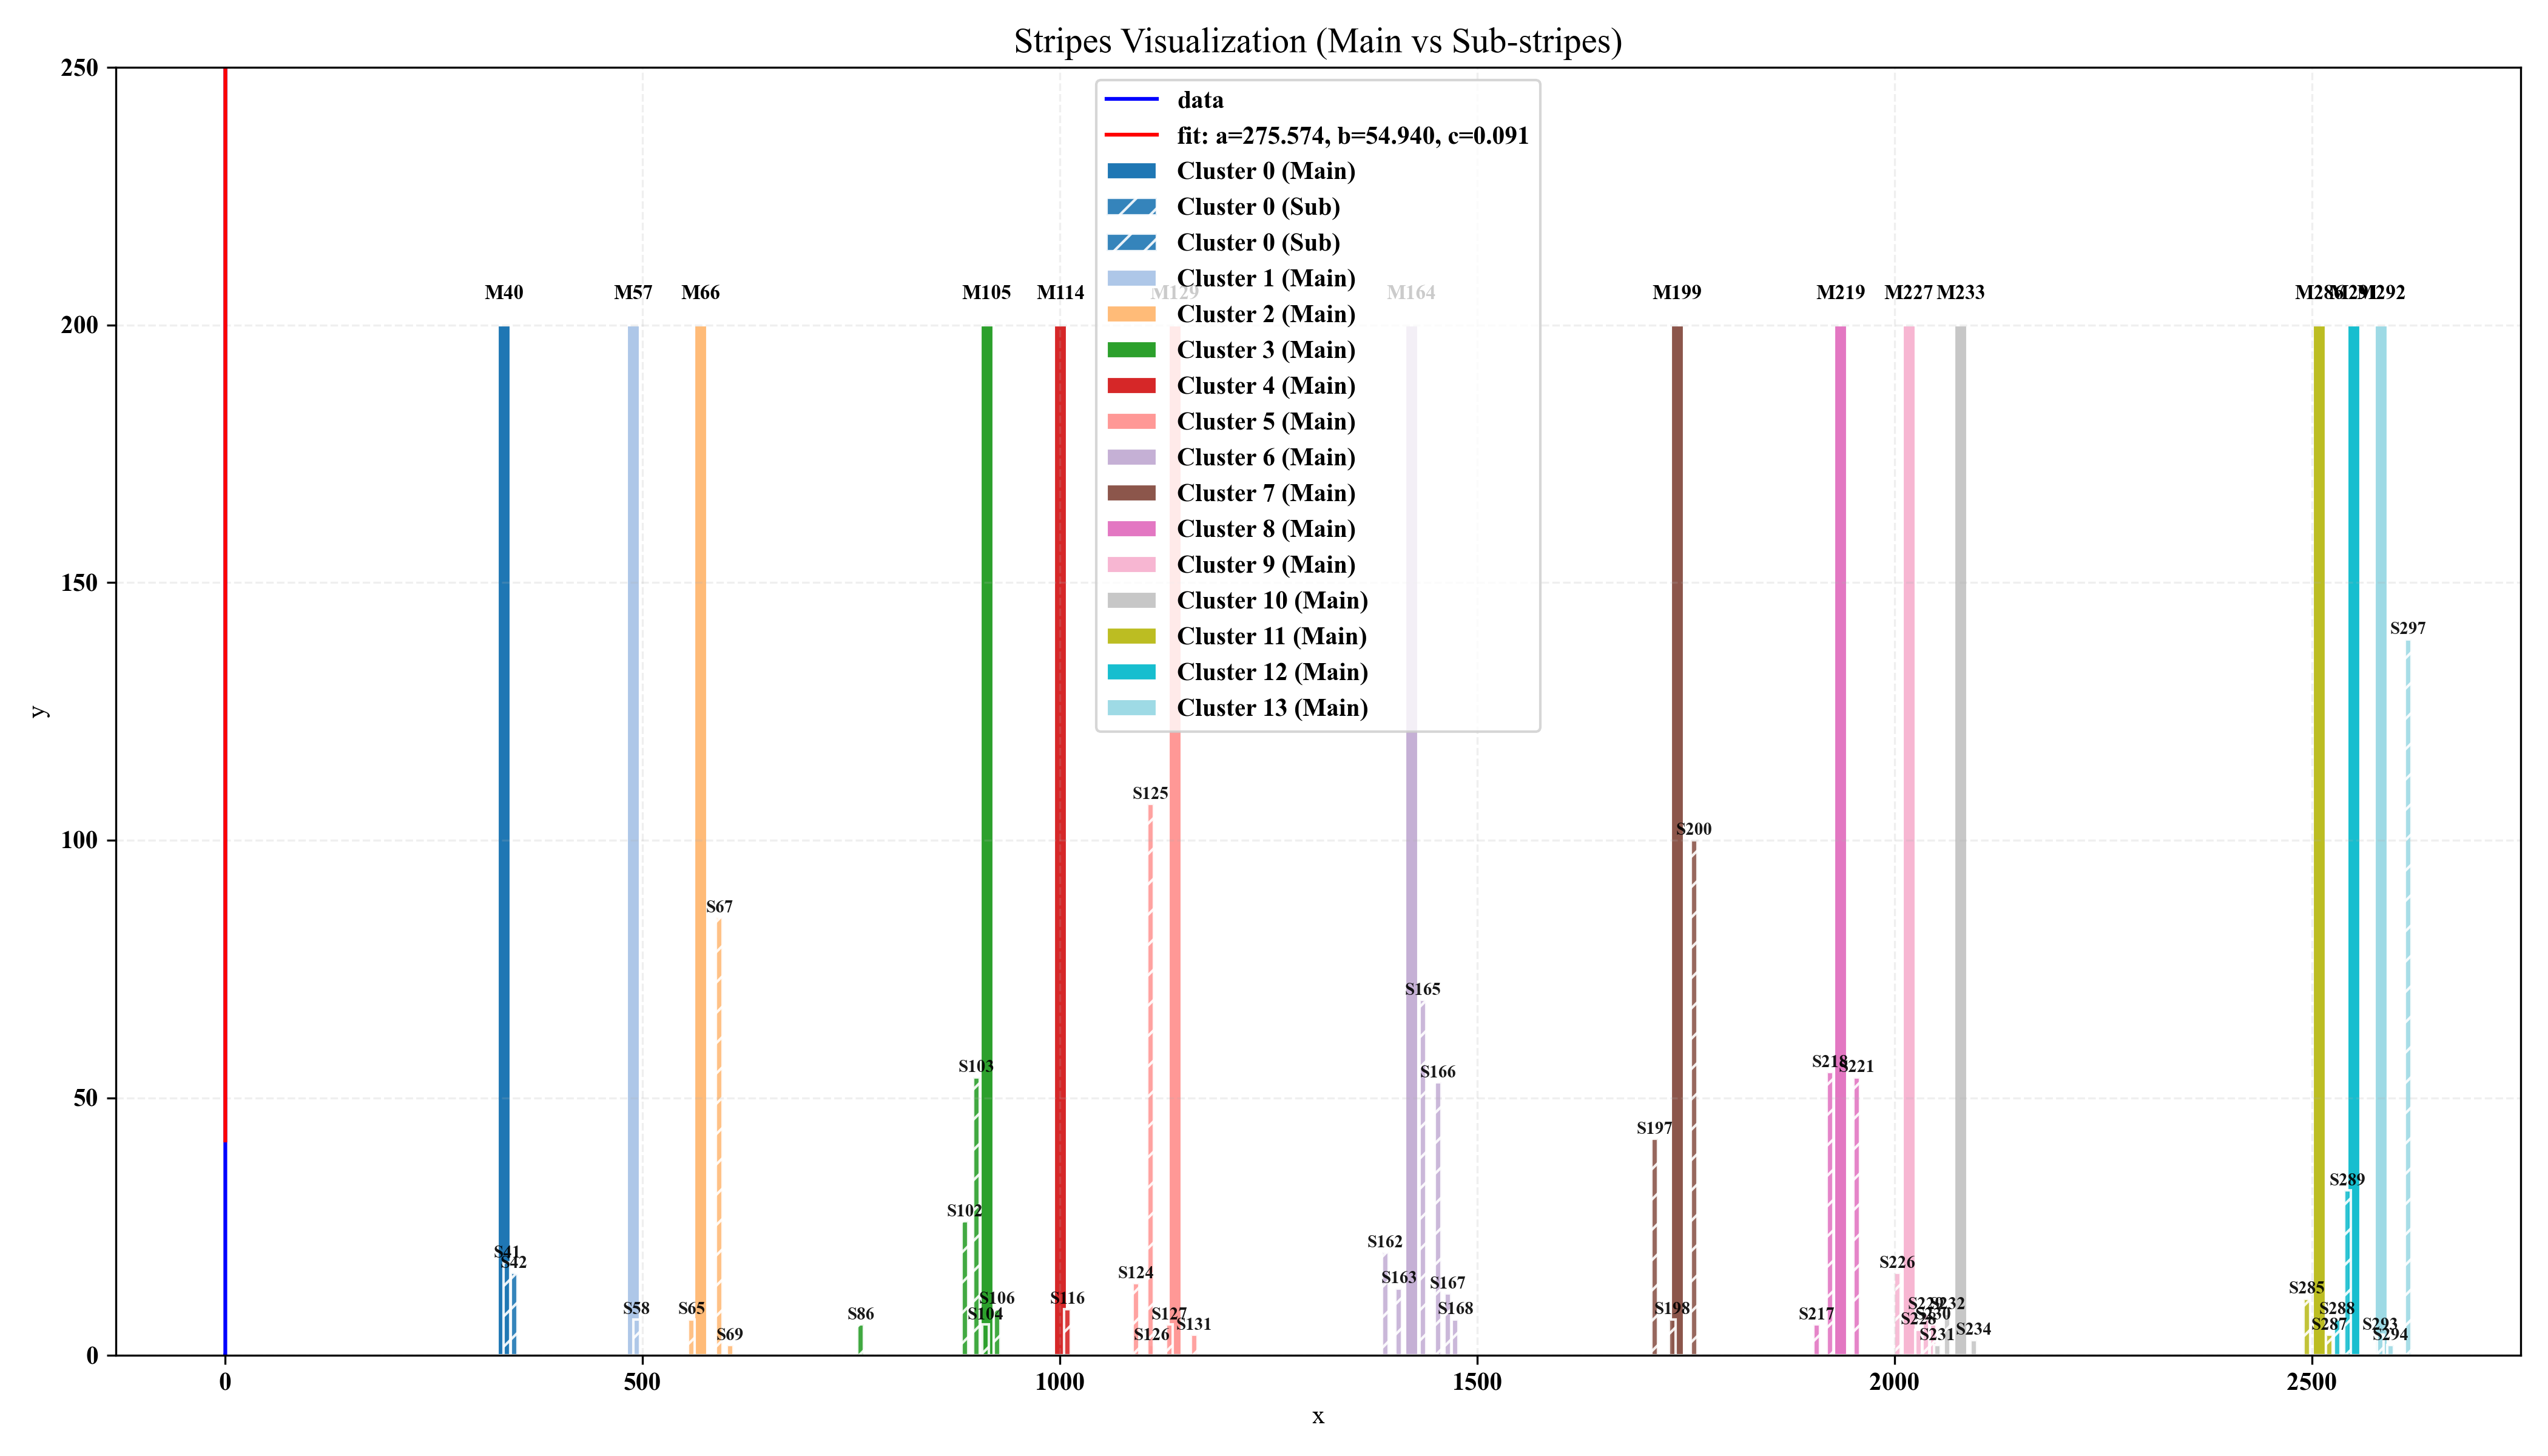 Stripes Visualization (Main vs Sub-stripes)
250
200
150
100
50
0
y
data
fit: a=275.574, b=54.940, c=0.091
Cluster 0 (Main)
Cluster 0 (Sub)
Cluster 0 (Sub)
Cluster 1 (Main)
Cluster 2 (Main)
Cluster 3 (Main)
Cluster 4 (Main)
Cluster 5 (Main)
Cluster 6 (Main)
Cluster 7 (Main)
Cluster 8 (Main)
Cluster 9 (Main)
Cluster 10 (Main)
Cluster 11 (Main)
Cluster 12 (Main)
Cluster 13 (Main)
M40
M57
M66
M105
M114
M129
M164
M199
M219
M227
M233
M286
M291
M292
S41
S42
S58
S65
S67
S69
S86
S102
S103
S104
S106
S116
S124
S125
S126
S127
S131
S162
S163
S165
S166
S167
S168
S197
S198
S200
S217
S218
S221
S226
S228
S229
S230
S231
S232
S234
S285
S287
S288
S289
S293
S294
S297
0
500
1000
1500
2000
2500
x